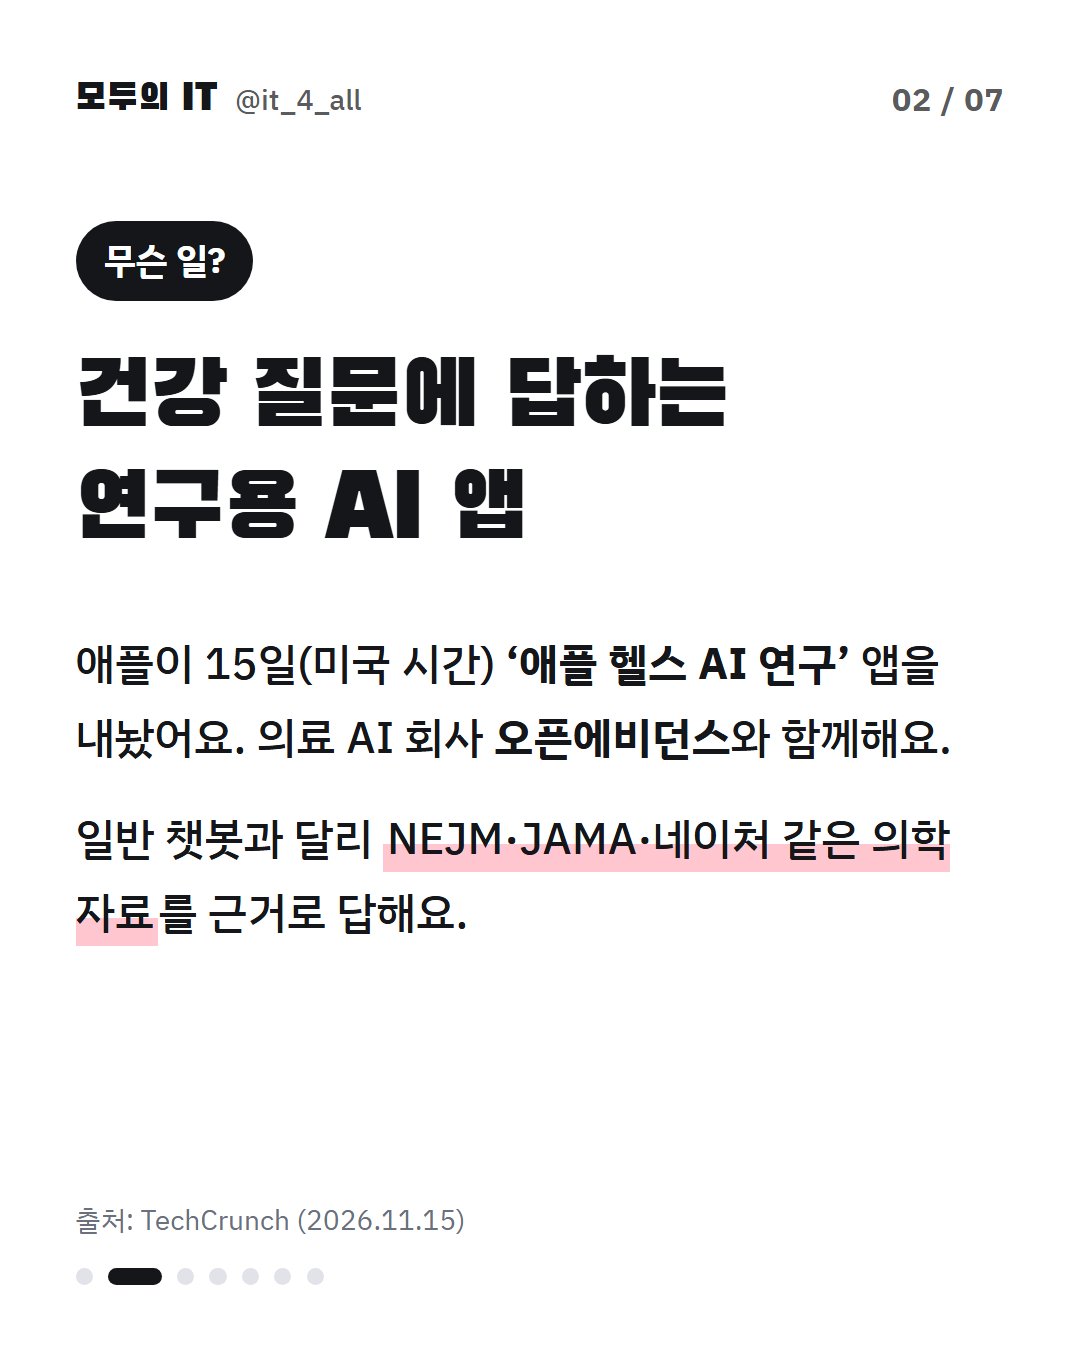 모두의 IT @it_4_all
02 / 07
무슨 일?
건강 질문에 답하는
연구용 AI 앱
애플이 15일(미국 시간) ‘애플 헬스 AI 연구’ 앱을
내놨어요. 의료 AI 회사 오픈에비던스와 함께해요.
일반 챗봇과 달리 NEJM·JAMA·네이처 같은 의학
자료를 근거로 답해요.
출처: TechCrunch (2026.11.15)